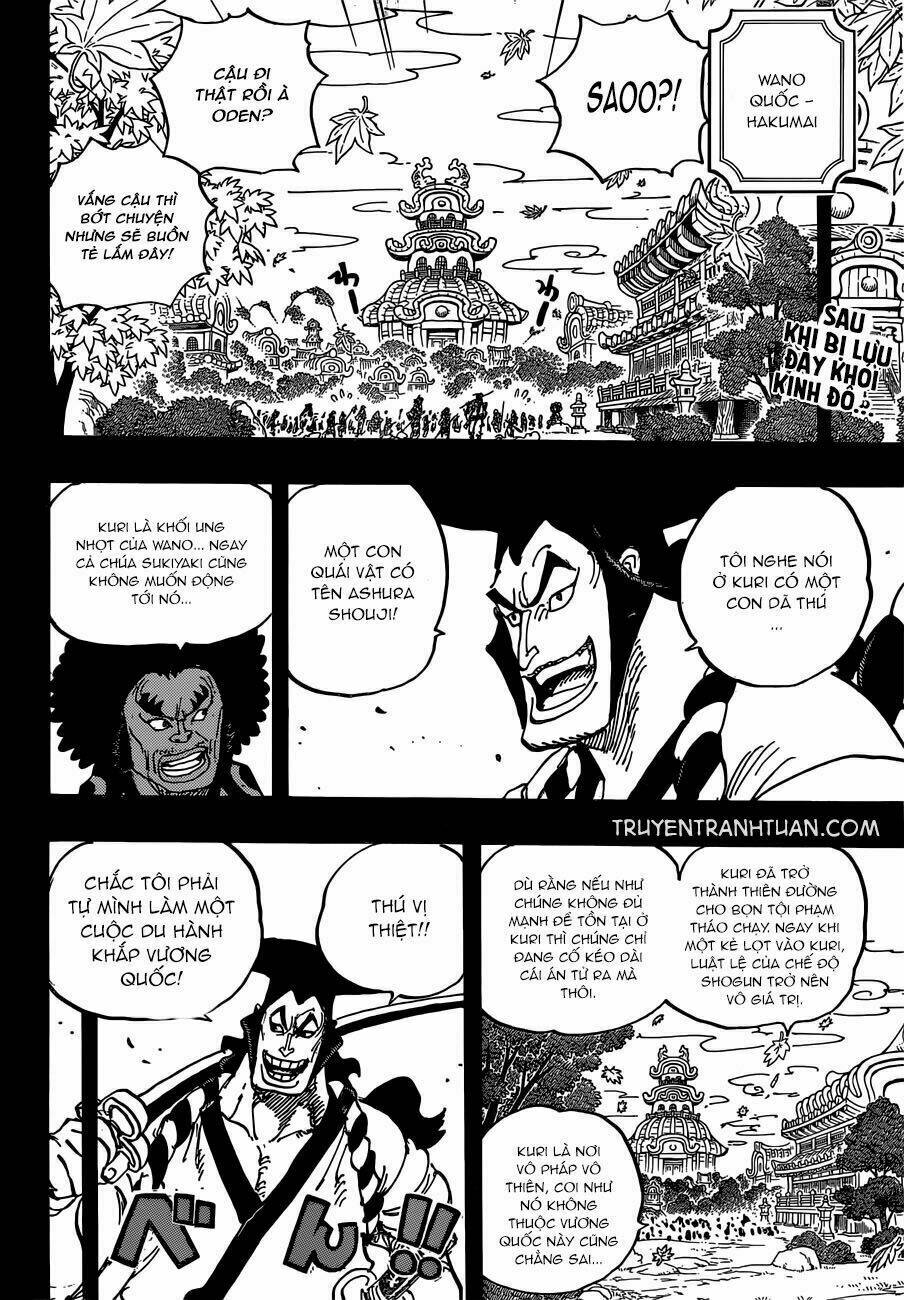 WANO
QUỐC -
HAKUMAI
SAOO?!
CẬU ĐI
THẬT RỒI À
ODEN?
VẮNG CẬU THÌ
BỚT CHUYỆN
NHƯNG SẼ BUỒN
TẺ LẮM ĐÂY!
SAU
KHI BỊ LƯU
ĐÀY KHỎI
KINH ĐÔ...
わー
わー
TÔI NGHE NÓI
Ở KURI CÓ MỘT
CON DÃ THÚ
...
MỘT CON
QUÁI VẬT CÓ
TÊN ASHURA
SHOUJI!
KURI LÀ KHỐI UNG
NHỌT CỦA WANO... NGAY
CẢ CHÚA SUKIYAKI CŨNG
KHÔNG MUỐN ĐỘNG
TỚI NÓ...
TRUYENTRANHTUAN.COM
KURI ĐÃ TRỞ
THÀNH THIÊN ĐƯỜNG
CHO BỌN TỘI PHẠM
THÁO CHẠY. NGAY KHI
MỘT KẺ LỌT VÀO KURI,
LUẬT LỆ CỦA CHẾ ĐỘ
SHOGUN TRỞ NÊN
VÔ GIÁ TRỊ.
DÙ RẰNG NẾU NHƯ
CHÚNG KHÔNG ĐỦ
MẠNH ĐỂ TỒN TẠI Ở
KURI THÌ CHÚNG CHỈ
ĐANG CỐ KÉO DÀI
CÁI ÁN TỬ RA MÀ
THÔI.
KURI LÀ NƠI
VÔ PHÁP VÔ
THIÊN, COI NHƯ
NÓ KHÔNG
THUỘC VƯƠNG
QUỐC NÀY CŨNG
CHẲNG SAI...
THÚ VỊ
THIỆT!!
CHẮC TÔI PHẢI
TỰ MÌNH LÀM MỘT
CUỘC DU HÀNH
KHẮP VƯƠNG
QUỐC!
べん!!